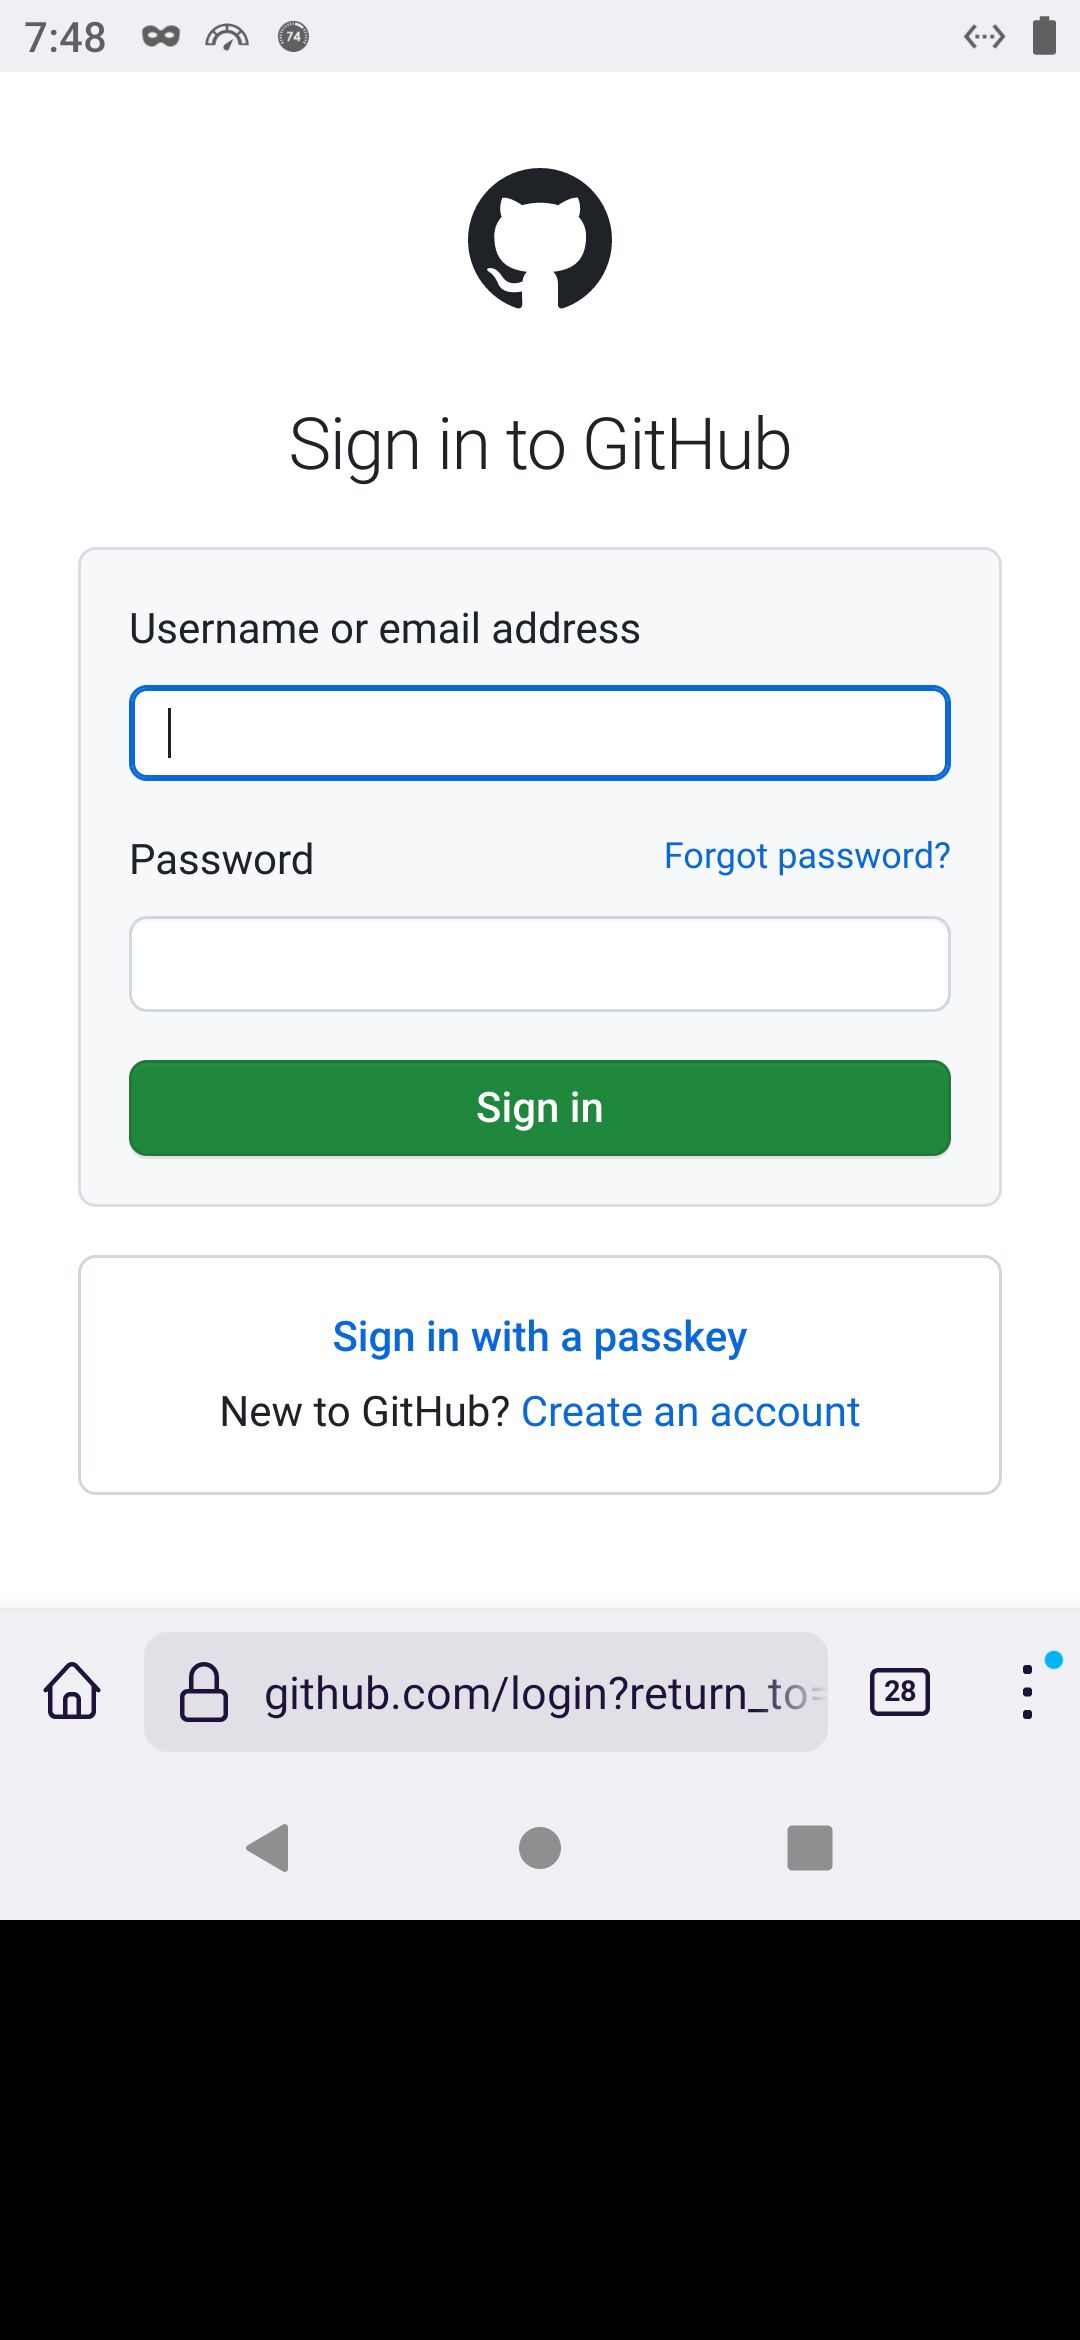 7:48
74
Sign in to GitHub
Username or email address
Password
Forgot password?
Sign in
Sign in with a passkey
New to GitHub? Create an account
github.com/login?return_to=
28